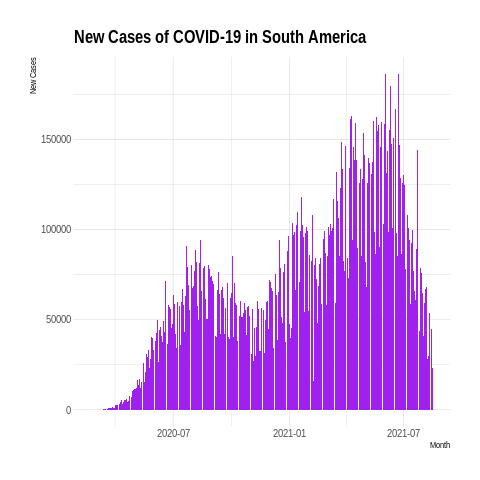 New Cases of COVID-19 in South America
New Cases
150000
100000
50000
0
2020-07
2021-01
2021-07
Month